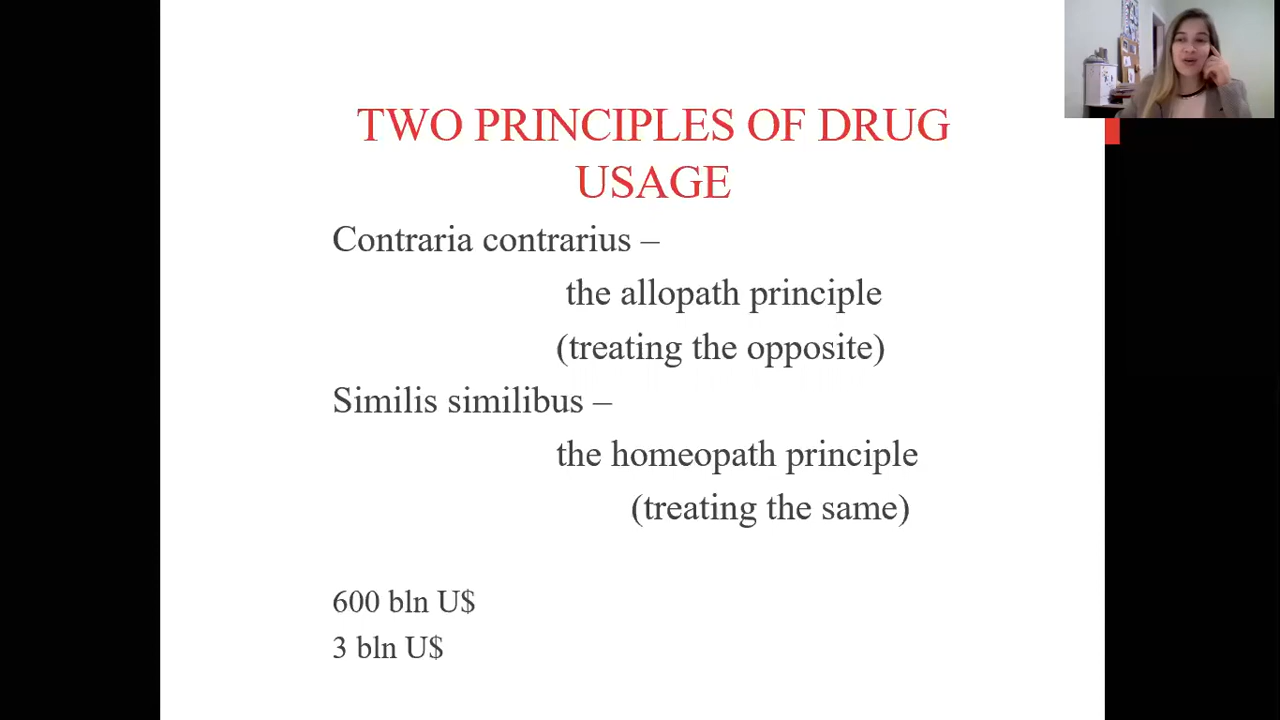 TWO PRINCIPLES OF DRUG
USAGE
Contraria contrarius –
the allopath principle
(treating the opposite)
Similis similibus –
the homeopath principle
(treating the same)
600 bln U$
3 bln U$